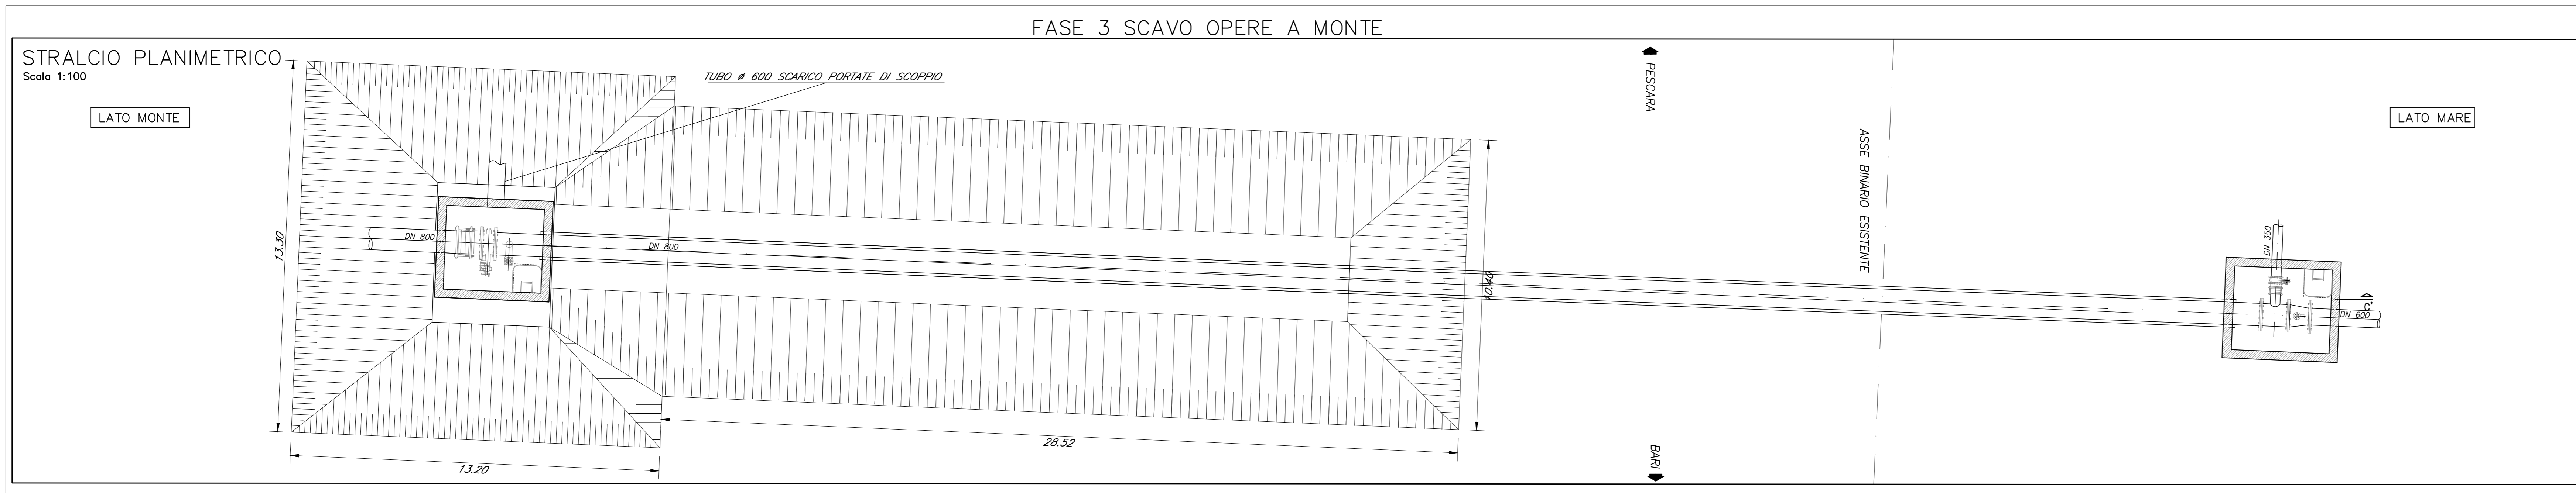 FASE 3 SCAVO OPERE A MONTE
STRALCIO PLANIMETRICO
Scala 1:100
LATO MONTE
TUBO ø 600 SCARICO PORTATE DI SCOPPIO
PESCARA
ASSE BINARIO ESISTENTE
LATO MARE
13.30
DN 800
DN 800
10.40
DN 350
C'
DN 600
28.52
13.20
BARI